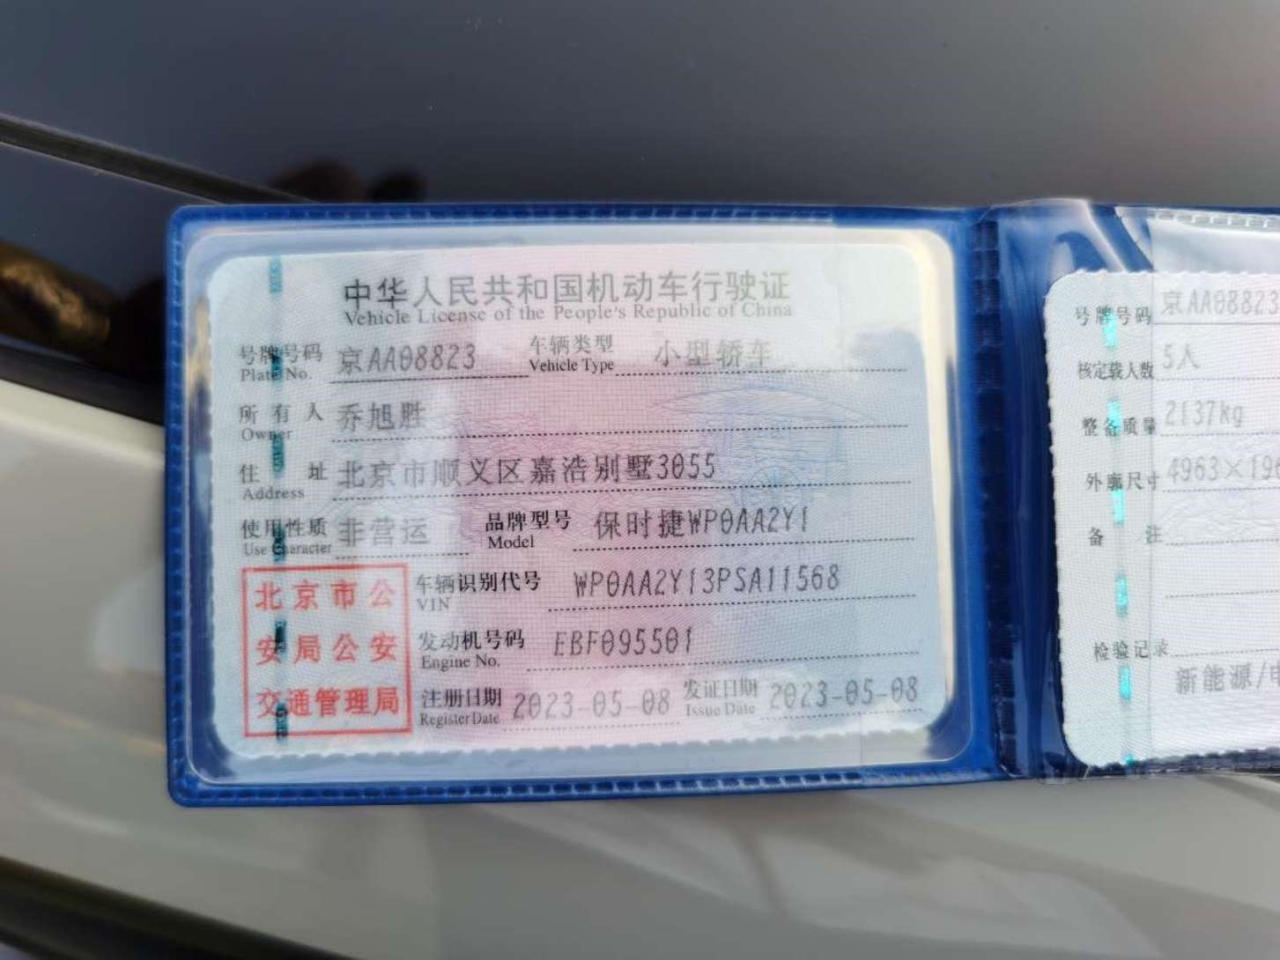 中华人民共和国机动车行驶证
Vehicle License of the People's Republic of China
号牌号码 京AA08823 车辆类型 小型轿车
Plate No. Vehicle Type
所有人 乔旭胜
Owner
住址 北京市顺义区嘉浩别墅3055
Address
使用性质 非营运 品牌型号 保时捷WP0AA2Y1
Use Character Model
北京市公安局公安交通管理局
车辆识别代号 WP0AA2Y13PSA11568
VIN
发动机号码 EBF095501
Engine No.
注册日期 2023-05-08 发证日期 2023-05-08
Register Date Issue Date
号牌号码 京AA08823
核定载人数 5人
整备质量 2137kg
外廓尺寸 4963×196
备注
检验记录
新能源/电